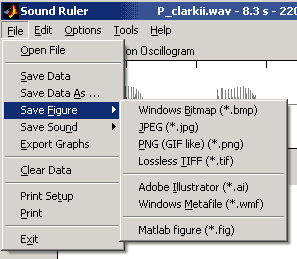 Sound Ruler P_clarkii.wav - 8.3 s - 220
File Edit Options Tools Help
Open File
on Oscillogram
Save Data
Save Data As ...
Save Figure
Save Sound
Export Graphs
Clear Data
Print Setup
Print
Exit
Windows Bitmap (*.bmp)
JPEG (*.jpg)
PNG (GIF like) (*.png)
Lossless TIFF (*.tif)
Adobe Illustrator (*.ai)
Windows Metafile (*.wmf)
Matlab figure (*.fig)